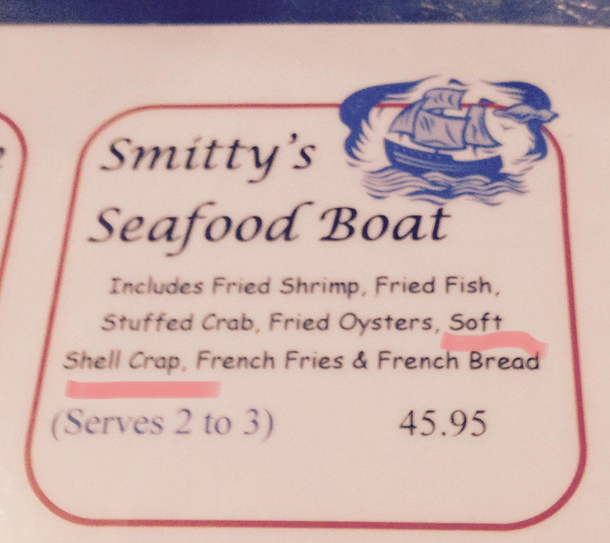 Smitty's
Seafood Boat
Includes Fried Shrimp, Fried Fish,
Stuffed Crab, Fried Oysters, Soft
Shell Crap, French Fries & French Bread
(Serves 2 to 3) 45.95